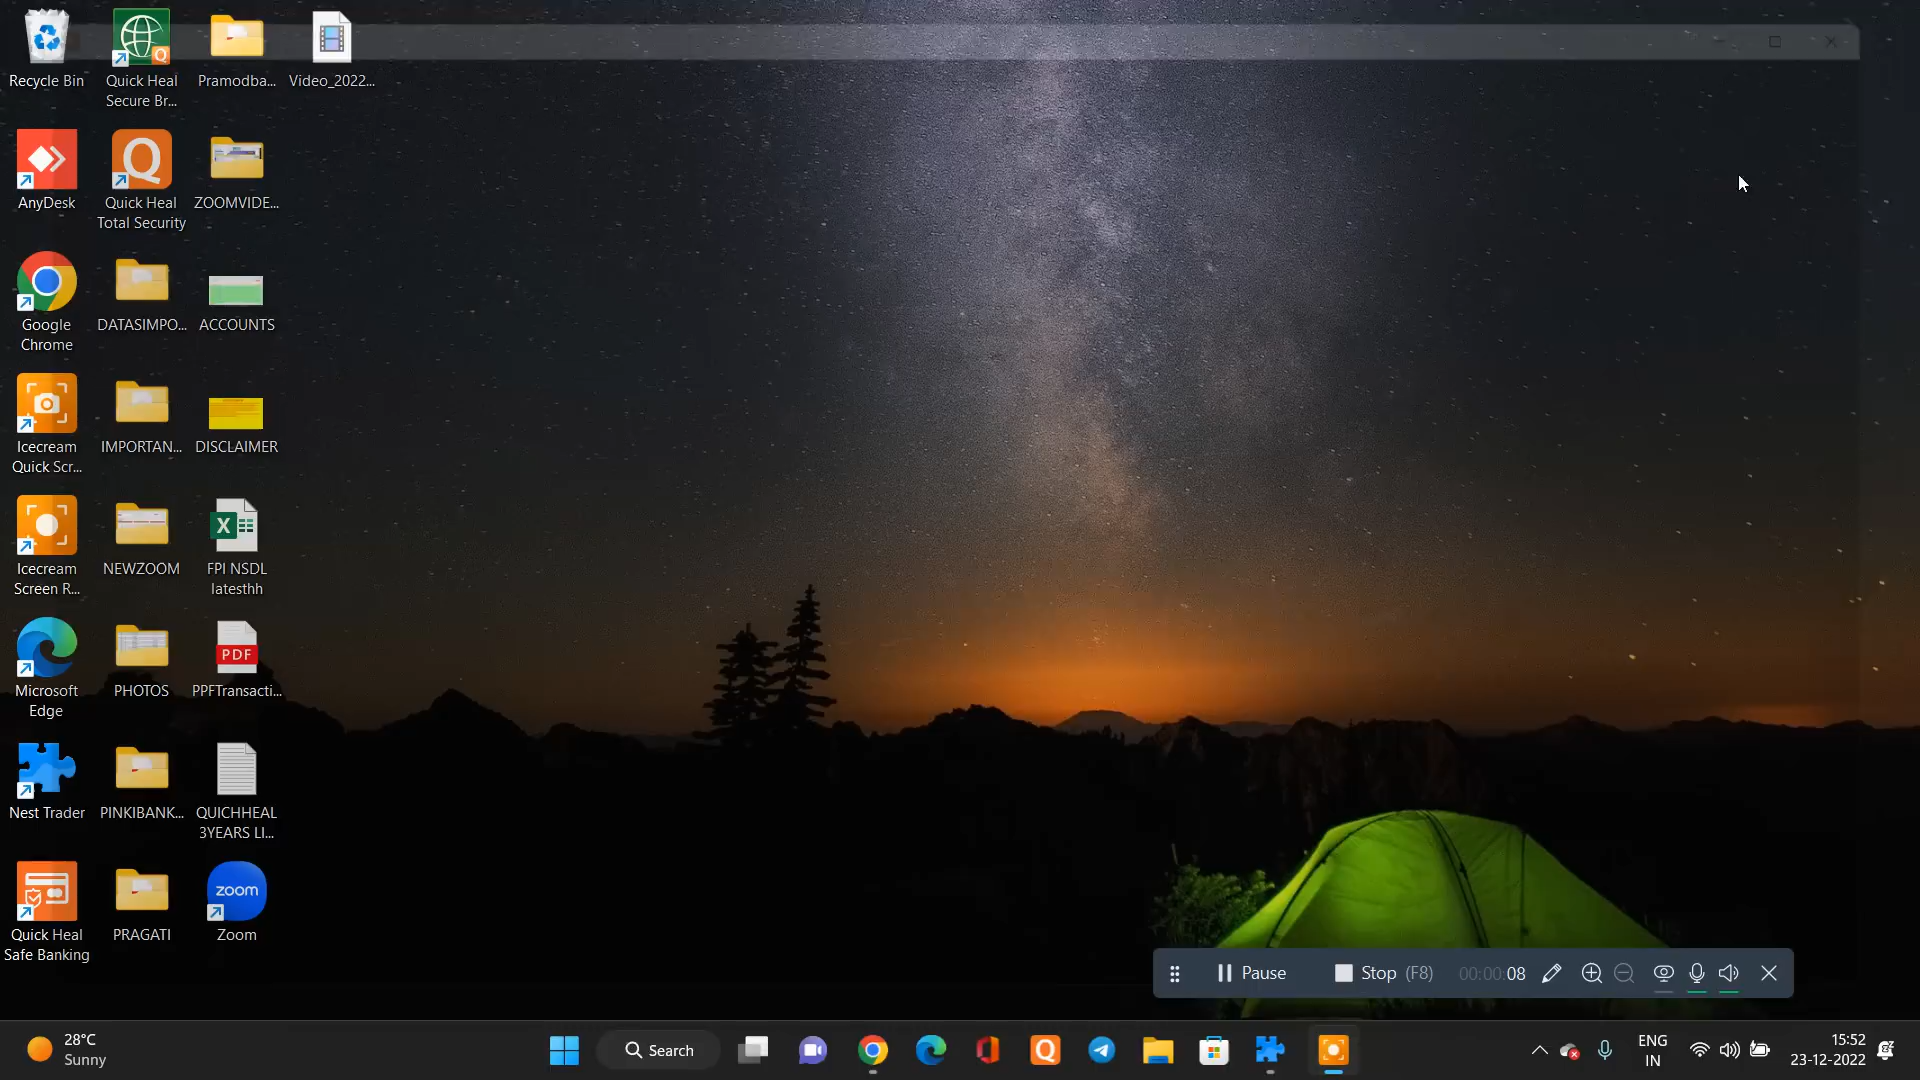 Recycle Bin
Quick Heal
Secure Br...
Pramodba...
Video_2022...
AnyDesk
Quick Heal
Total Security
ZOOMVIDE...
Google
Chrome
DATASIMPO...
ACCOUNTS
Icecream
Quick Scr...
IMPORTAN...
DISCLAIMER
Icecream
Screen R...
NEWZOOM
FPI NSDL
latesthh
Microsoft
Edge
PHOTOS
PDF
PPFTransacti...
Nest Trader
PINKIBANK...
QUICHHEAL
3YEARS LI...
Quick Heal
Safe Banking
PRAGATI
zoom
Zoom
Pause
Stop (F8)
00:00:08
28°C
Sunny
Search
ENG
IN
15:52
23-12-2022